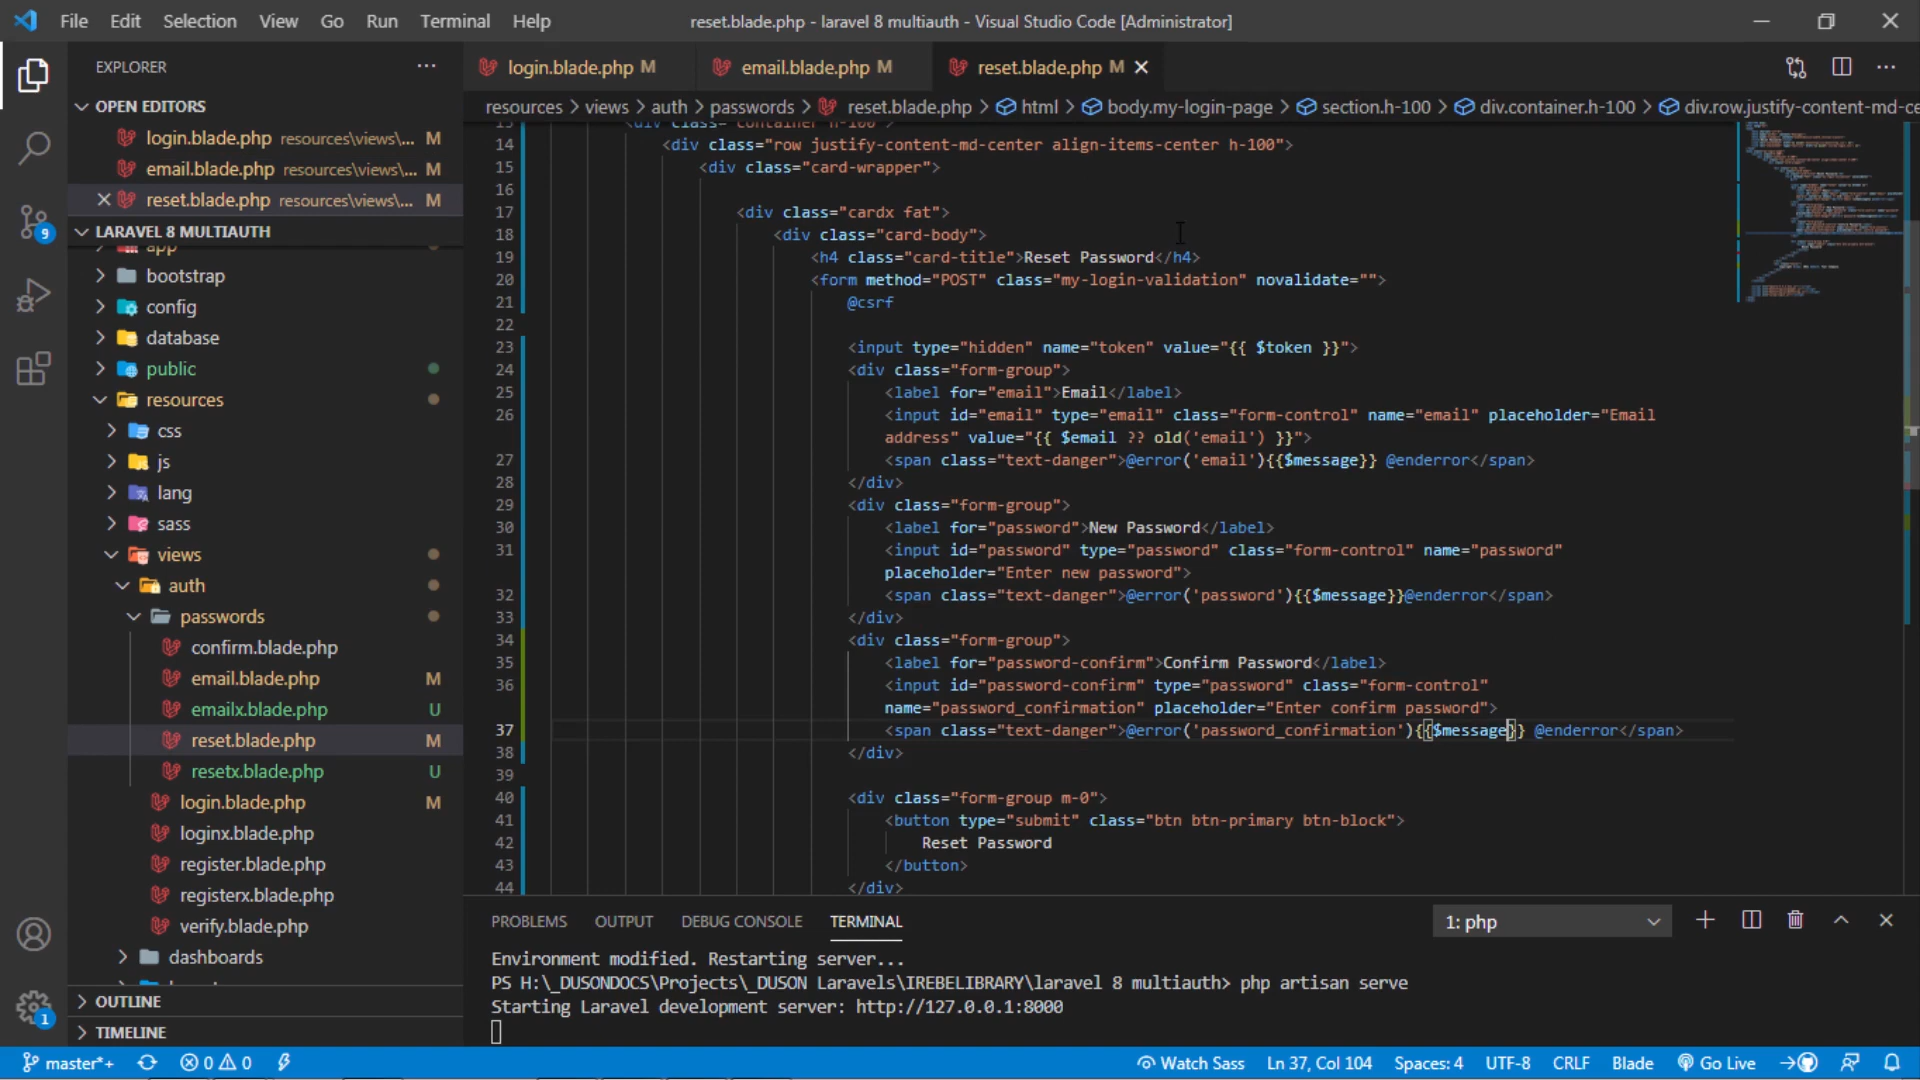 File Edit Selection View Go Run Terminal Help
reset.blade.php - laravel 8 multiauth - Visual Studio Code [Administrator]
EXPLORER
OPEN EDITORS
login.blade.php resources\views\... M
email.blade.php resources\views\... M
reset.blade.php resources\views\... M
LARAVEL 8 MULTIAUTH
app
bootstrap
config
database
public
resources
css
js
lang
sass
views
auth
passwords
confirm.blade.php
email.blade.php M
emailx.blade.php U
reset.blade.php M
resetx.blade.php U
login.blade.php M
loginx.blade.php
register.blade.php
registerx.blade.php
verify.blade.php
dashboards
OUTLINE
TIMELINE
9
1
login.blade.php M
email.blade.php M
reset.blade.php M
resources > views > auth > passwords > reset.blade.php > html > body.my-login-page > section.h-100 > div.container.h-100 > div.row.justify-content-md-ce
13 <div class="container h-100">
14 <div class="row justify-content-md-center align-items-center h-100">
15 <div class="card-wrapper">
16
17 <div class="cardx fat">
18 <div class="card-body">
19 <h4 class="card-title">Reset Password</h4>
20 <form method="POST" class="my-login-validation" novalidate="">
21 @csrf
22
23 <input type="hidden" name="token" value="{{ $token }}">
24 <div class="form-group">
25 <label for="email">Email</label>
26 <input id="email" type="email" class="form-control" name="email" placeholder="Email
address" value="{{ $email ?? old('email') }}">
27 <span class="text-danger">@error('email'){{$message}} @enderror</span>
28 </div>
29 <div class="form-group">
30 <label for="password">New Password</label>
31 <input id="password" type="password" class="form-control" name="password"
placeholder="Enter new password">
32 <span class="text-danger">@error('password'){{$message}}@enderror</span>
33 </div>
34 <div class="form-group">
35 <label for="password-confirm">Confirm Password</label>
36 <input id="password-confirm" type="password" class="form-control"
name="password_confirmation" placeholder="Enter confirm password">
37 <span class="text-danger">@error('password_confirmation'){{$message}} @enderror</span>
38 </div>
39
40 <div class="form-group m-0">
41 <button type="submit" class="btn btn-primary btn-block">
42 Reset Password
43 </button>
44 </div>
PROBLEMS OUTPUT DEBUG CONSOLE TERMINAL
1: php
Environment modified. Restarting server...
PS H:\_DUSONDOCS\Projects\_DUSON Laravels\IREBELIBRARY\laravel 8 multiauth> php artisan serve
Starting Laravel development server: http://127.0.0.1:8000
master*+ 0 0 Watch Sass Ln 37, Col 104 Spaces: 4 UTF-8 CRLF Blade Go Live